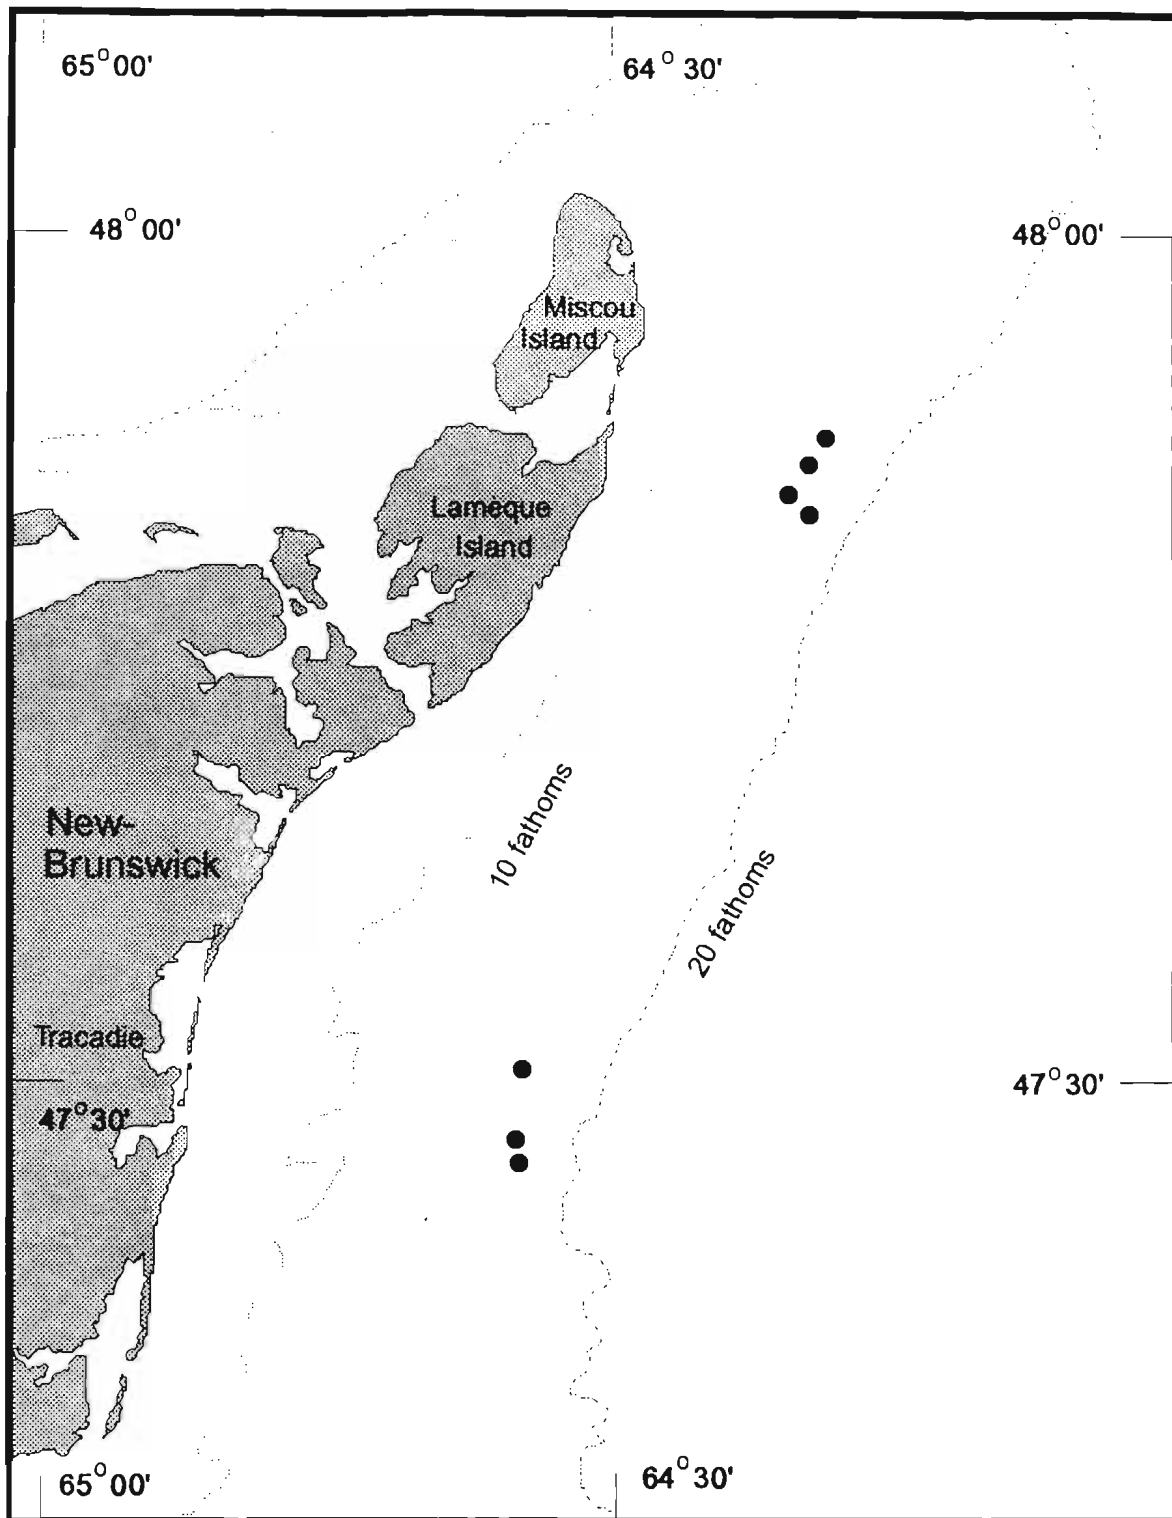 65° 00'
64° 30'
48° 00'
48° 00'
Miscou
Island
Lamèque
Island
10 fathoms
New-
Brunswick
20 fathoms
Tracadie
47° 30'
47° 30'
65° 00'
64° 30'